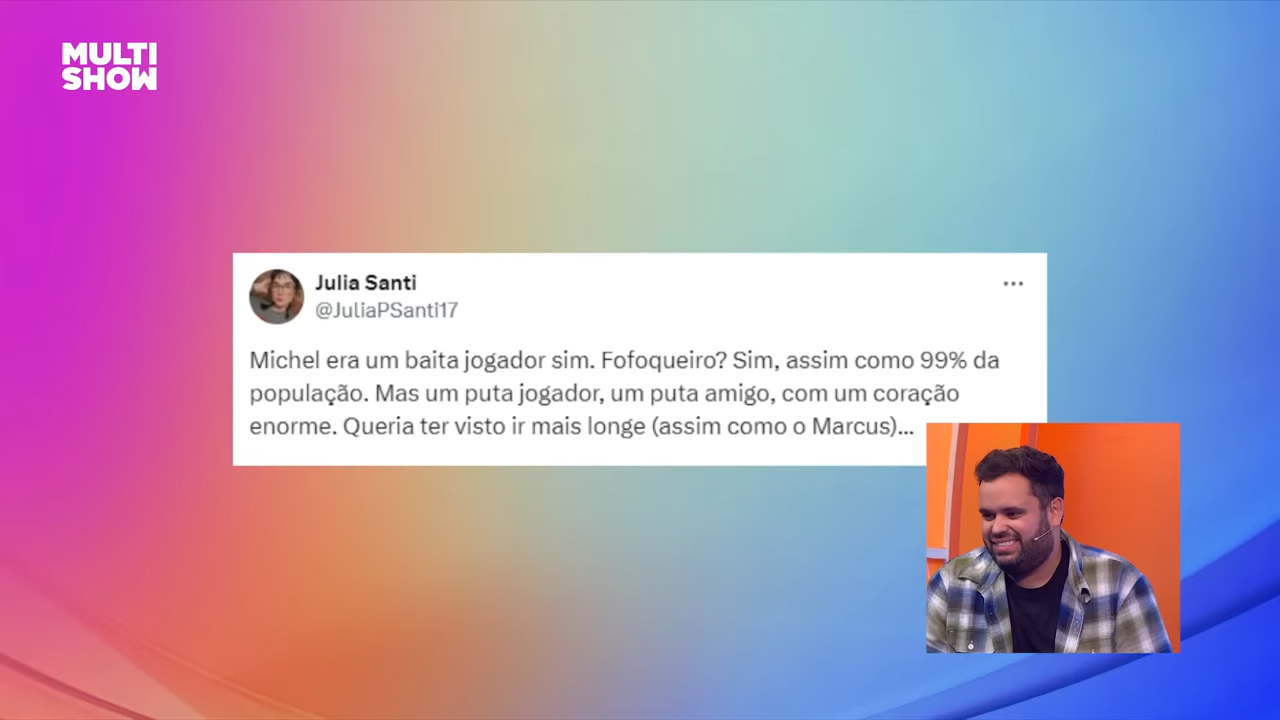 MULTI
SHOW
Julia Santi
@JuliaPSanti17
Michel era um baita jogador sim. Fofoqueiro? Sim, assim como 99% da
população. Mas um puta jogador, um puta amigo, com um coração
enorme. Queria ter visto ir mais longe (assim como o Marcus)...